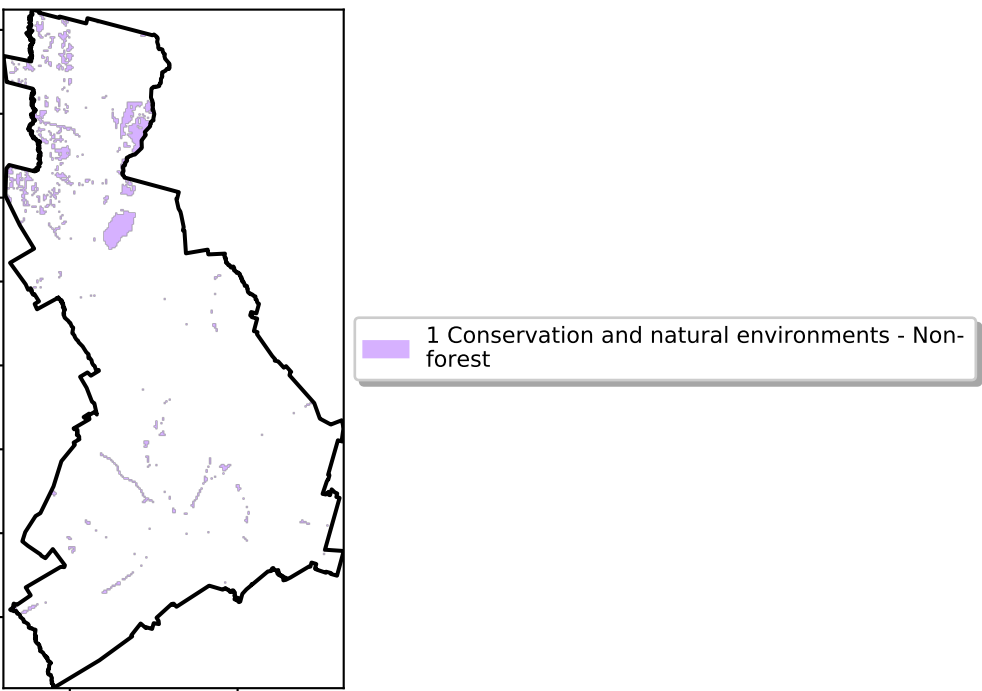 1 Conservation and natural environments - Non-
forest